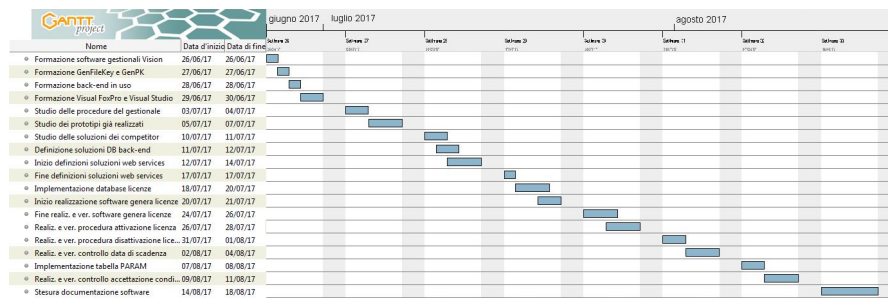 GANTT
project
giugno 2017 luglio 2017 agosto 2017
Nome Data d'inizio Data di fine
Formazione software gestionali Vision 26/06/17 26/06/17
Formazione GenFileKey e GenPK 27/06/17 27/06/17
Formazione back-end in uso 28/06/17 28/06/17
Formazione Visual FoxPro e Visual Studio 29/06/17 30/06/17
Studio delle procedure del gestionale 03/07/17 04/07/17
Studio dei prototipi già realizzati 05/07/17 07/07/17
Studio delle soluzioni dei competitor 10/07/17 11/07/17
Definizione soluzioni DB back-end 11/07/17 12/07/17
Inizio definzioni soluzioni web services 12/07/17 14/07/17
Fine definizioni soluzioni web services 17/07/17 17/07/17
Implementazione database licenze 18/07/17 20/07/17
Inizio realizzazione software genera licenze 20/07/17 21/07/17
Fine realiz. e ver. software genera licenze 24/07/17 26/07/17
Realiz. e ver. procedura attivazione licenza 26/07/17 28/07/17
Realiz. e ver. procedura disattivazione lice... 31/07/17 01/08/17
Realiz. e ver. controllo data di scadenza 02/08/17 04/08/17
Implementazione tabella PARAM 07/08/17 08/08/17
Realiz. e ver. controllo accettazione condi... 09/08/17 11/08/17
Stesura documentazione software 14/08/17 18/08/17